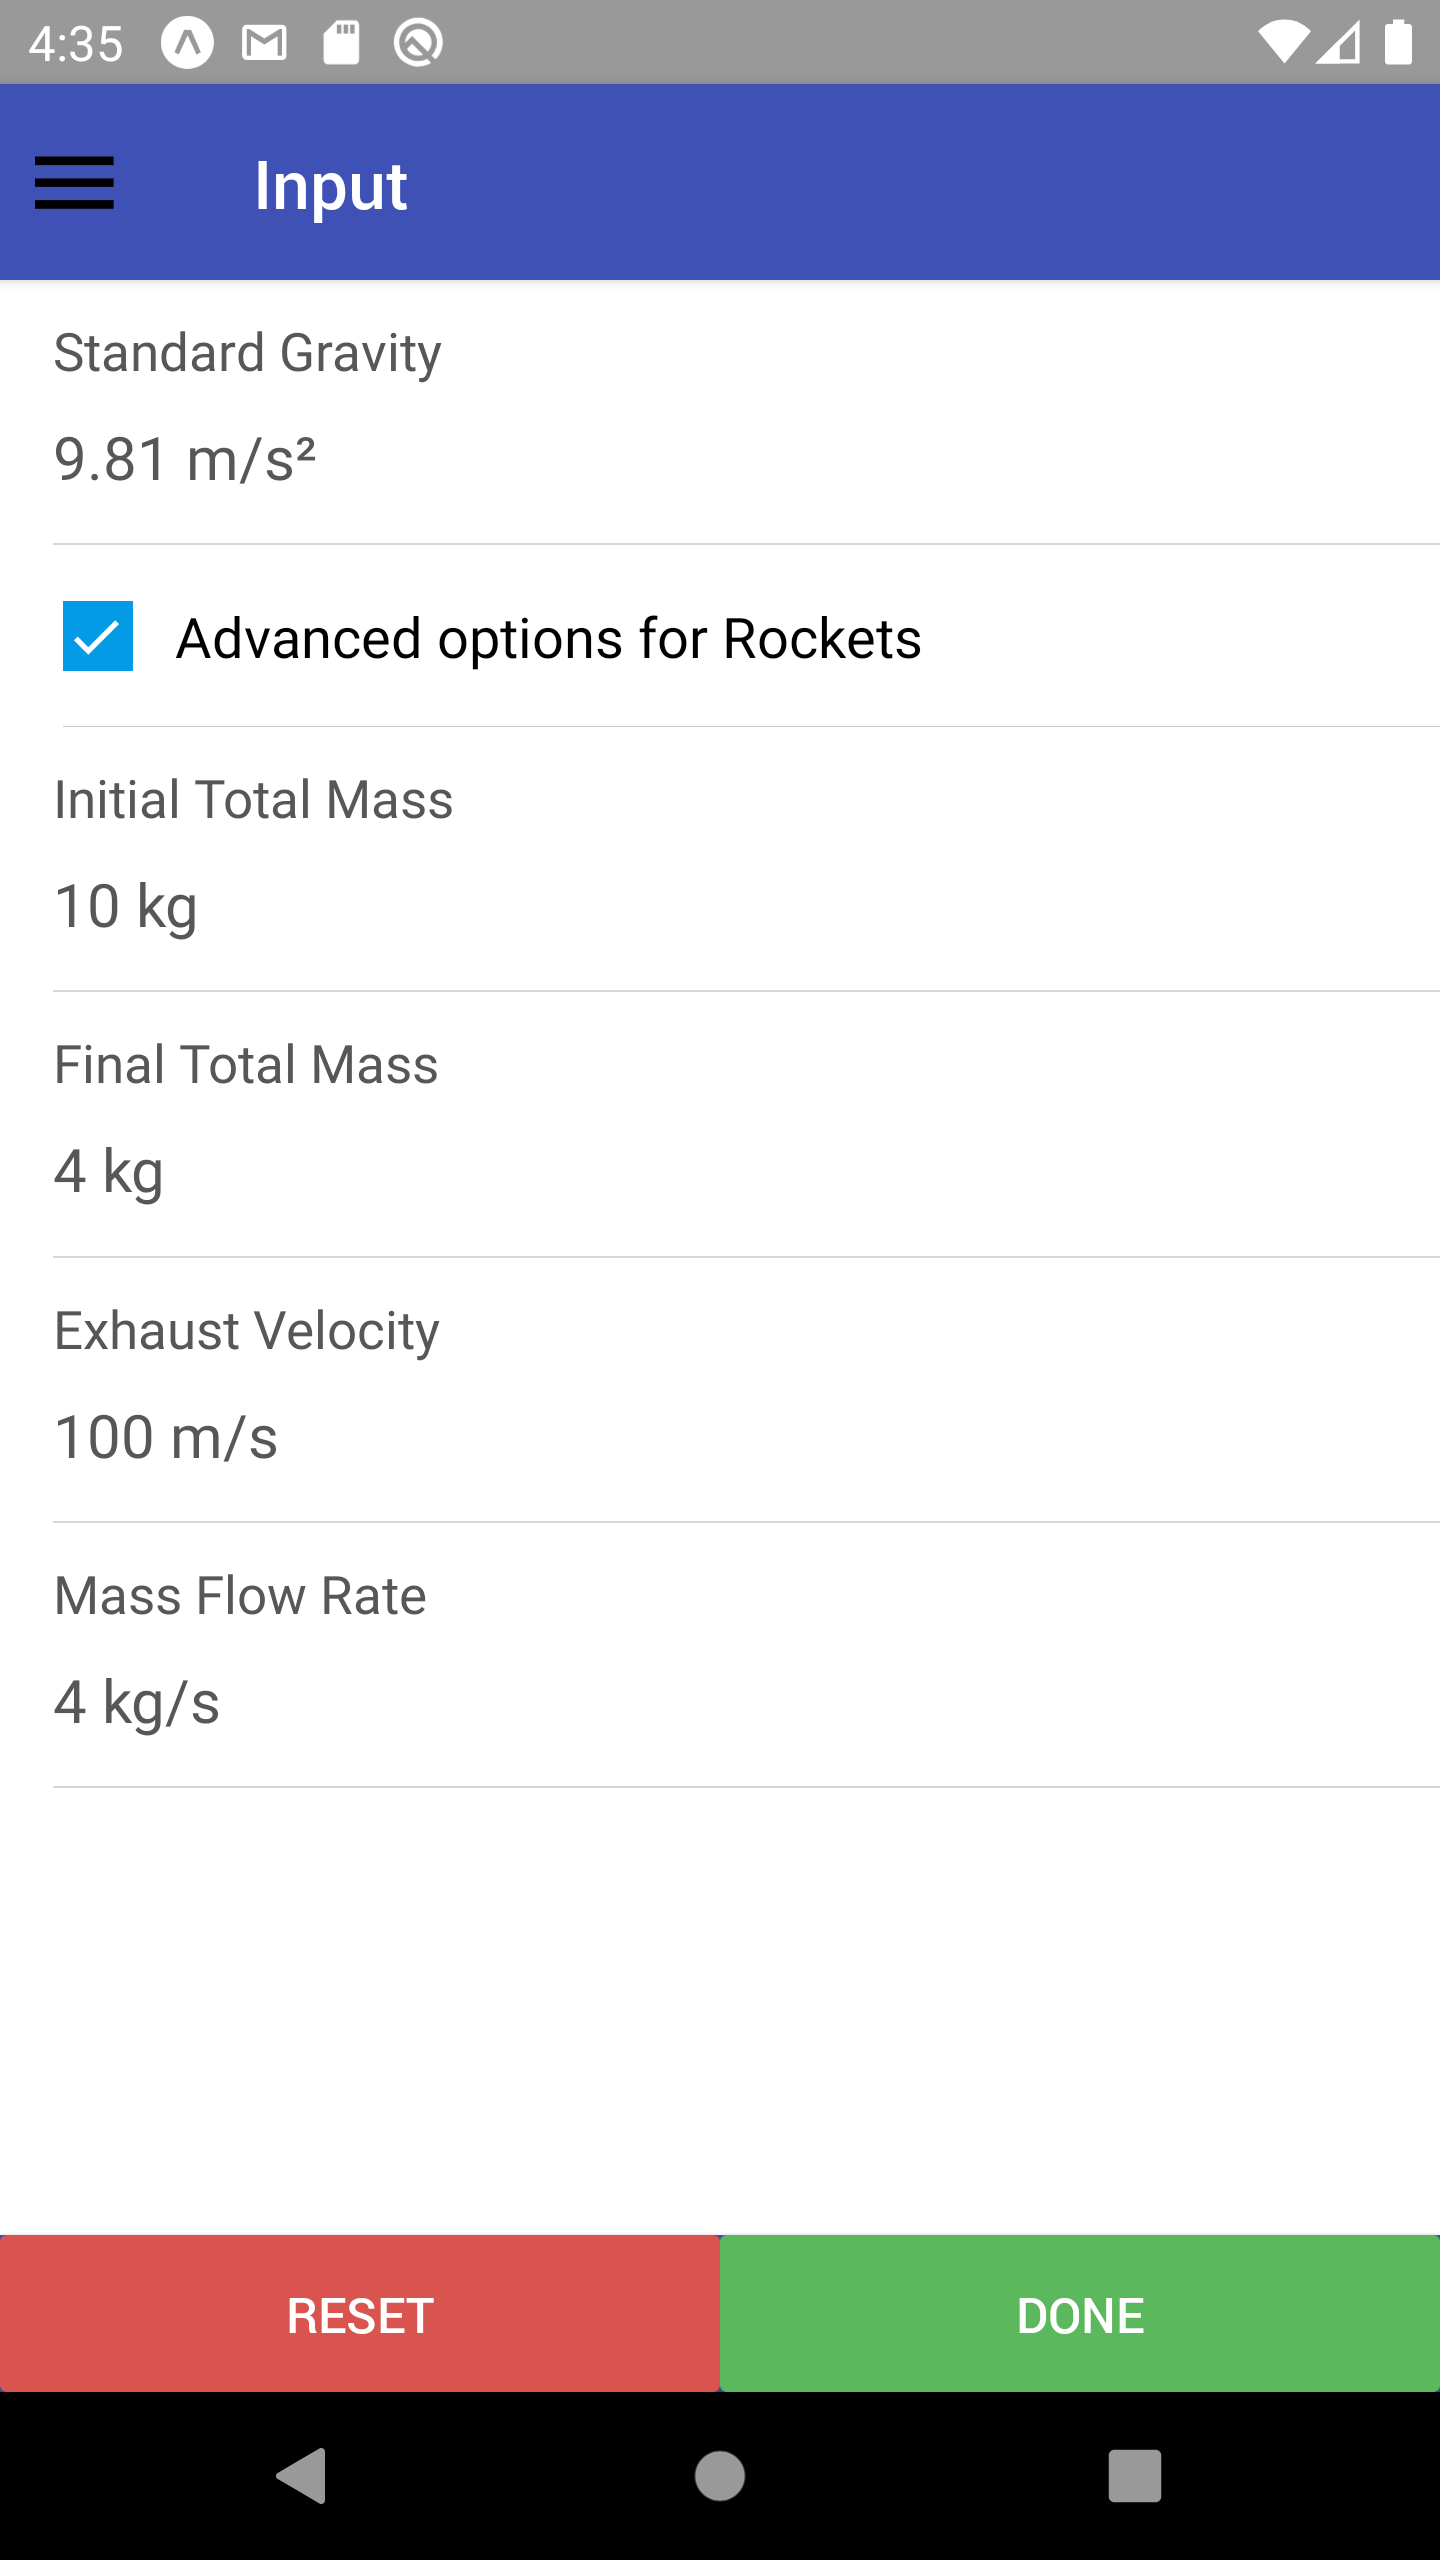 4:35
Input
Standard Gravity
9.81 m/s²
Advanced options for Rockets
Initial Total Mass
10 kg
Final Total Mass
4 kg
Exhaust Velocity
100 m/s
Mass Flow Rate
4 kg/s
RESET
DONE